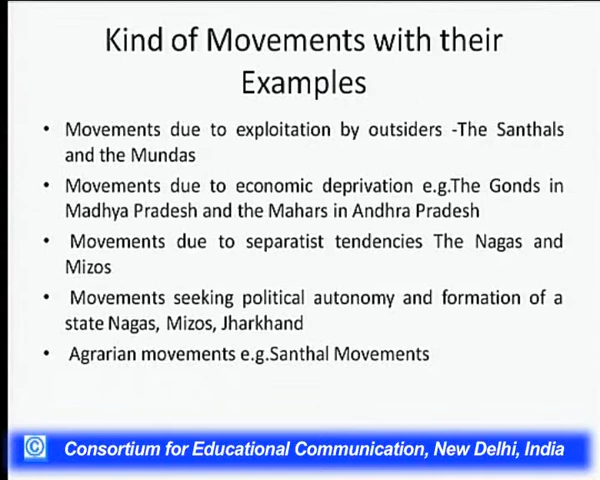 Kind of Movements with their
Examples
• Movements due to exploitation by outsiders -The Santhals
and the Mundas
• Movements due to economic deprivation e.g.The Gonds in
Madhya Pradesh and the Mahars in Andhra Pradesh
• Movements due to separatist tendencies The Nagas and
Mizos
• Movements seeking political autonomy and formation of a
state Nagas, Mizos, Jharkhand
• Agrarian movements e.g.Santhal Movements
© Consortium for Educational Communication, New Delhi, India